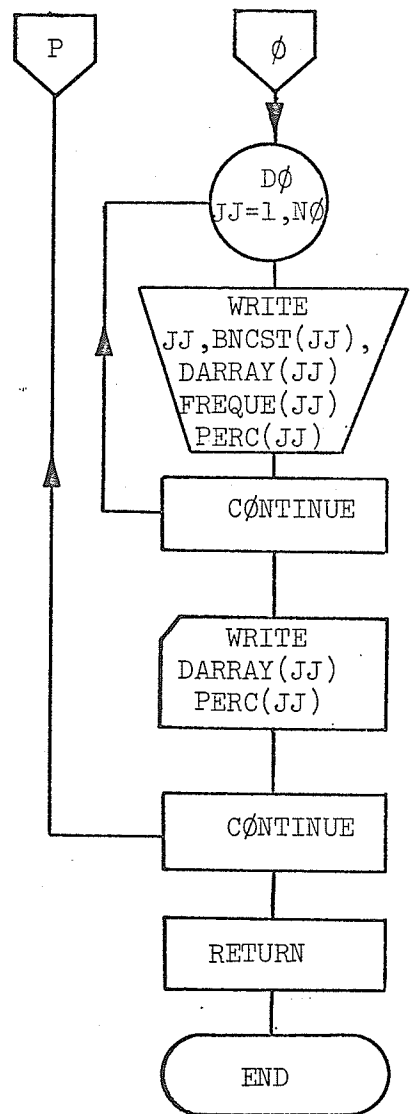 P
Ø
DØ
JJ=1,NØ
WRITE
JJ,BNCST(JJ),
DARRAY(JJ)
FREQUE(JJ)
PERC(JJ)
CØNTINUE
WRITE
DARRAY(JJ)
PERC(JJ)
CØNTINUE
RETURN
END